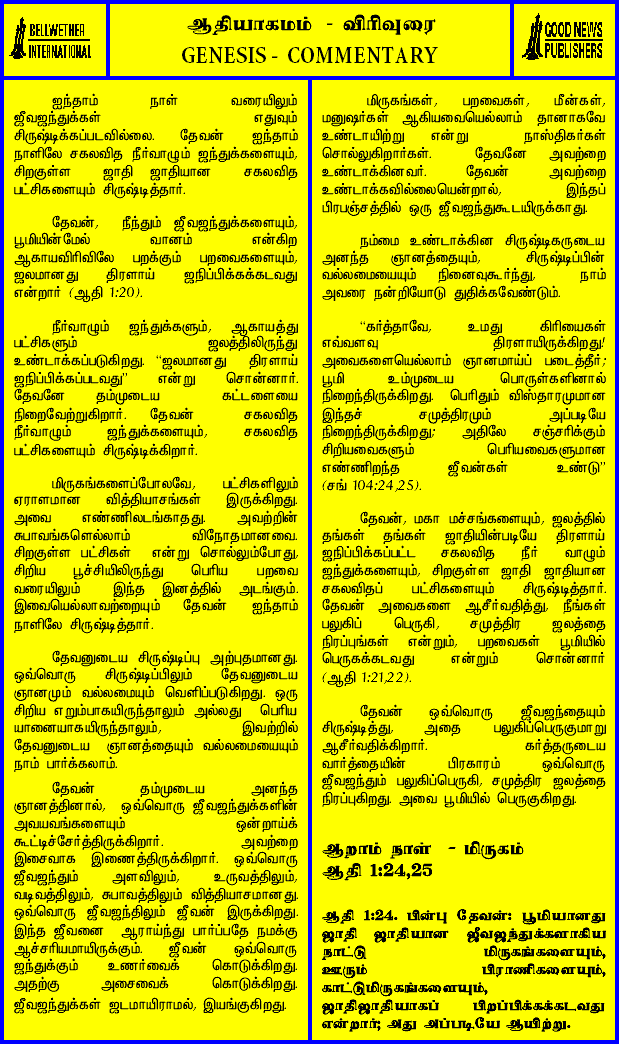 BELLWETHER
INTERNATIONAL
ஆதியாகமம் - விரிவுரை
GENESIS - COMMENTARY
GOOD NEWS
PUBLISHERS
ஐந்தாம் நாள் வரையிலும்
ஜீவஜந்துக்கள் எதுவும்
சிருஷ்டிக்கப்படவில்லை. தேவன் ஐந்தாம்
நாளிலே சகலவித நீர்வாழும் ஜந்துக்களையும்,
சிறகுள்ள ஜாதி ஜாதியான சகலவித
பட்சிகளையும் சிருஷ்டித்தார்.
தேவன், நீந்தும் ஜீவஜந்துக்களையும்,
பூமியின்மேல் வானம் என்கிற
ஆகாயவிரிவிலே பறக்கும் பறவைகளையும்,
ஜலமானது திரளாய் ஜநிப்பிக்கக்கடவது
என்றார் (ஆதி 1:20).
நீர்வாழும் ஜந்துக்களும், ஆகாயத்து
பட்சிகளும் ஜலத்திலிருந்து
உண்டாக்கப்படுகிறது. “ஜலமானது திரளாய்
ஜநிப்பிக்கப்படவது” என்று சொன்னார்.
தேவனே தம்முடைய கட்டளையை
நிறைவேற்றுகிறார். தேவன் சகலவித
நீர்வாழும் ஜந்துக்களையும், சகலவித
பட்சிகளையும் சிருஷ்டிக்கிறார்.
மிருகங்களைப்போலவே, பட்சிகளிலும்
ஏராளமான வித்தியாசங்கள் இருக்கிறது.
அவை எண்ணிலடங்காதது. அவற்றின்
சுபாவங்களெல்லாம் விநோதமானவை.
சிறகுள்ள பட்சிகள் என்று சொல்லும்போது,
சிறிய பூச்சியிலிருந்து பெரிய பறவை
வரையிலும் இந்த இனத்தில் அடங்கும்.
இவையெல்லாவற்றையும் தேவன் ஐந்தாம்
நாளிலே சிருஷ்டித்தார்.
தேவனுடைய சிருஷ்டிப்பு அற்புதமானது.
ஒவ்வொரு சிருஷ்டிப்பிலும் தேவனுடைய
ஞானமும் வல்லமையும் வெளிப்படுகிறது. ஒரு
சிறிய எறும்பாகயிருந்தாலும் அல்லது பெரிய
யானையாகயிருந்தாலும், இவற்றில்
தேவனுடைய ஞானத்தையும் வல்லமையையும்
நாம் பார்க்கலாம்.
தேவன் தம்முடைய அனந்த
ஞானத்தினால், ஒவ்வொரு ஜீவஜந்துக்களின்
அவயவங்களையும் ஒன்றாய்க்
கூட்டிச்சேர்த்திருக்கிறார். அவற்றை
இசைவாக இணைத்திருக்கிறார். ஒவ்வொரு
ஜீவஜந்தும் அளவிலும், உருவத்திலும்,
வடிவத்திலும், சுபாவத்திலும் வித்தியாசமானது.
ஒவ்வொரு ஜீவஜந்திலும் ஜீவன் இருக்கிறது.
இந்த ஜீவனை ஆராய்ந்து பார்ப்பதே நமக்கு
ஆச்சரியமாயிருக்கும். ஜீவன் ஒவ்வொரு
ஜந்துக்கும் உணர்வைக் கொடுக்கிறது.
அதற்கு அசைவைக் கொடுக்கிறது.
ஜீவஜந்துக்கள் ஜடமாயிராமல், இயங்குகிறது.
மிருகங்கள், பறவைகள், மீன்கள்,
மனுஷர்கள் ஆகியவையெல்லாம் தானாகவே
உண்டாயிற்று என்று நாஸ்திகர்கள்
சொல்லுகிறார்கள். தேவனே அவற்றை
உண்டாக்கினவர். தேவன் அவற்றை
உண்டாக்கவில்லையென்றால், இந்தப்
பிரபஞ்சத்தில் ஒரு ஜீவஜந்துகூடயிருக்காது.
நம்மை உண்டாக்கின சிருஷ்டிகருடைய
அனந்த ஞானத்தையும், சிருஷ்டிப்பின்
வல்லமையையும் நினைவுகூர்ந்து, நாம்
அவரை நன்றியோடு துதிக்கவேண்டும்.
“கர்த்தாவே, உமது கிரியைகள்
எவ்வளவு திரளாயிருக்கிறது!
அவைகளையெல்லாம் ஞானமாய்ப் படைத்தீர்;
பூமி உம்முடைய பொருள்களினால்
நிறைந்திருக்கிறது. பெரிதும் விஸ்தாரமுமான
இந்தச் சமுத்திரமும் அப்படியே
நிறைந்திருக்கிறது; அதிலே சஞ்சரிக்கும்
சிறியவைகளும் பெரியவைகளுமான
எண்ணிறந்த ஜீவன்கள் உண்டு”
(சங் 104:24,25).
தேவன், மகா மச்சங்களையும், ஜலத்தில்
தங்கள் தங்கள் ஜாதியின்படியே திரளாய்
ஜநிப்பிக்கப்பட்ட சகலவித நீர் வாழும்
ஜந்துக்களையும், சிறகுள்ள ஜாதி ஜாதியான
சகலவிதப் பட்சிகளையும் சிருஷ்டித்தார்.
தேவன் அவைகளை ஆசீர்வதித்து, நீங்கள்
பலுகிப் பெருகி, சமுத்திர ஜலத்தை
நிரப்புங்கள் என்றும், பறவைகள் பூமியில்
பெருகக்கடவது என்றும் சொன்னார்
(ஆதி 1:21,22).
தேவன் ஒவ்வொரு ஜீவஜந்தையும்
சிருஷ்டித்து, அதை பலுகிப்பெருகுமாறு
ஆசீர்வதிக்கிறார். கர்த்தருடைய
வார்த்தையின் பிரகாரம் ஒவ்வொரு
ஜீவஜந்தும் பலுகிப்பெருகி, சமுத்திர ஜலத்தை
நிரப்புகிறது. அவை பூமியில் பெருகுகிறது.
ஆறாம் நாள் - மிருகம்
ஆதி 1:24,25
ஆதி 1:24. பின்பு தேவன்: பூமியானது
ஜாதி ஜாதியான ஜீவஜந்துக்களாகிய
நாட்டு மிருகங்களையும்,
ஊரும் பிராணிகளையும்,
காட்டுமிருகங்களையும்,
ஜாதிஜாதியாகப் பிறப்பிக்கக்கடவது
என்றார்; அது அப்படியே ஆயிற்று.